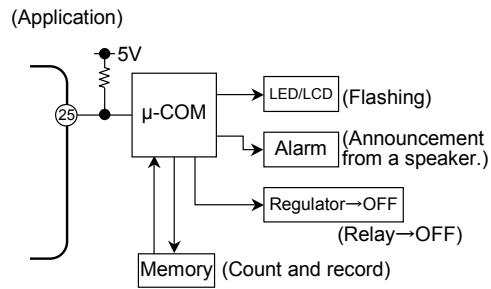 (Application)
5V
25
μ-COM
LED/LCD (Flashing)
Alarm
(Announcement
from a speaker.)
Regulator→OFF
(Relay→OFF)
Memory (Count and record)